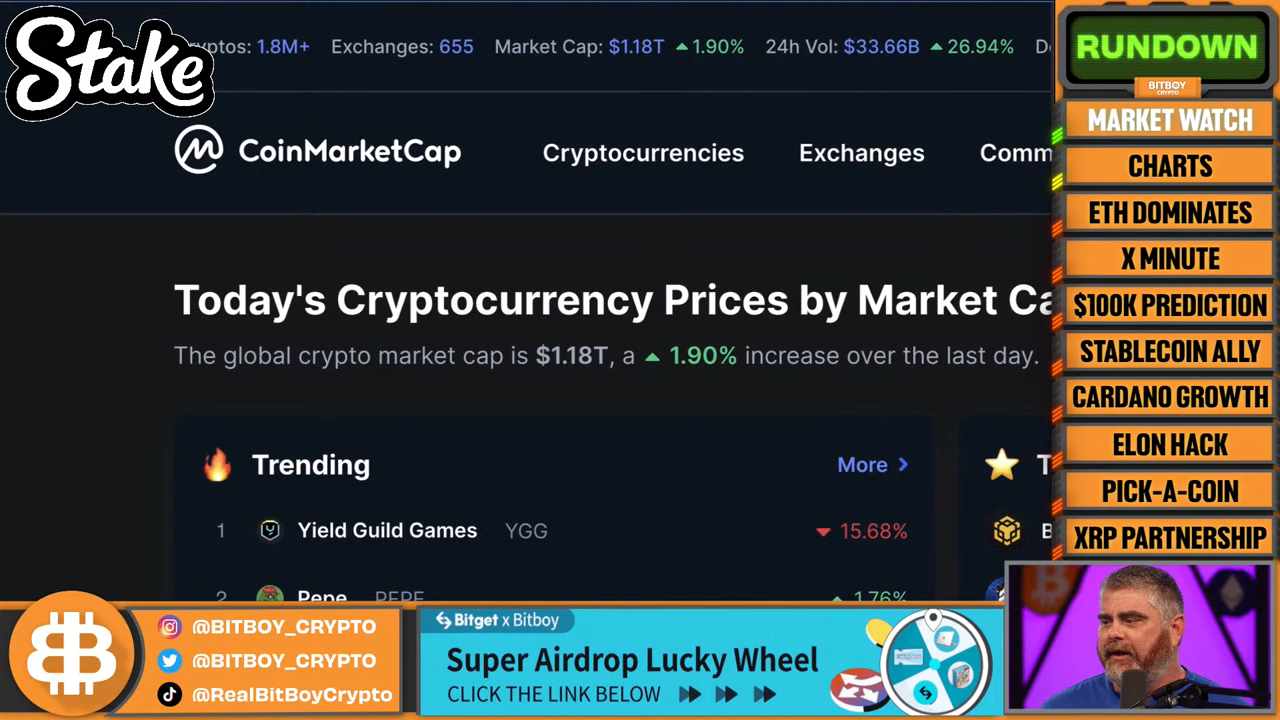 Stake
yptos: 1.8M+ Exchanges: 655 Market Cap: $1.18T 1.90% 24h Vol: $33.66B 26.94% Do
CoinMarketCap
Cryptocurrencies Exchanges Comm
Today's Cryptocurrency Prices by Market Ca
The global crypto market cap is $1.18T, a 1.90% increase over the last day.
Trending
More
1 Yield Guild Games YGG 15.68%
2 Pepe PEPE 1.76%
T
B
RUNDOWN
BITBOY
CRYPTO
MARKET WATCH
CHARTS
ETH DOMINATES
X MINUTE
$100K PREDICTION
STABLECOIN ALLY
CARDANO GROWTH
ELON HACK
PICK-A-COIN
XRP PARTNERSHIP
@BITBOY_CRYPTO
@BITBOY_CRYPTO
@RealBitBoyCrypto
Bitget x Bitboy
Super Airdrop Lucky Wheel
CLICK THE LINK BELOW